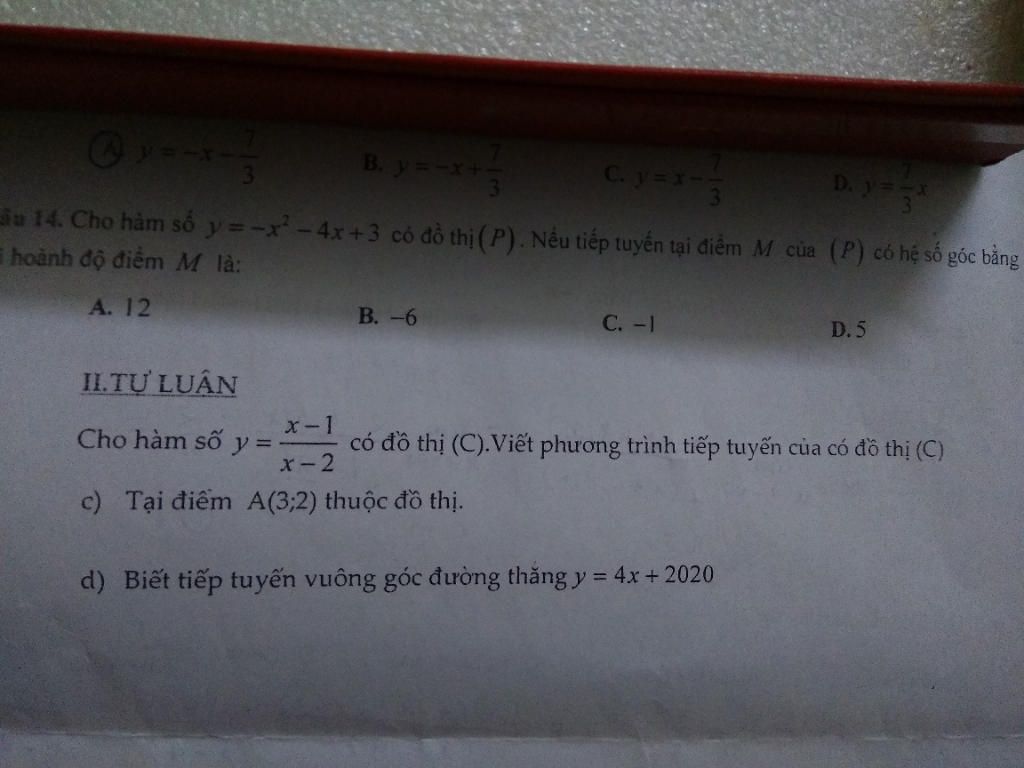 A. y = -x - 7/3 B. y = -x + 7/3 C. y = x - 7/3 D. y = 7/3 x
âu 14. Cho hàm số y = -x² - 4x + 3 có đồ thị (P). Nếu tiếp tuyến tại điểm M của (P) có hệ số góc bằng
i hoành độ điểm M là:
A. 12 B. -6 C. -1 D. 5
II.TỰ LUẬN
Cho hàm số y = (x-1)/(x-2) có đồ thị (C).Viết phương trình tiếp tuyến của có đồ thị (C)
c) Tại điểm A(3;2) thuộc đồ thị.
d) Biết tiếp tuyến vuông góc đường thẳng y = 4x + 2020